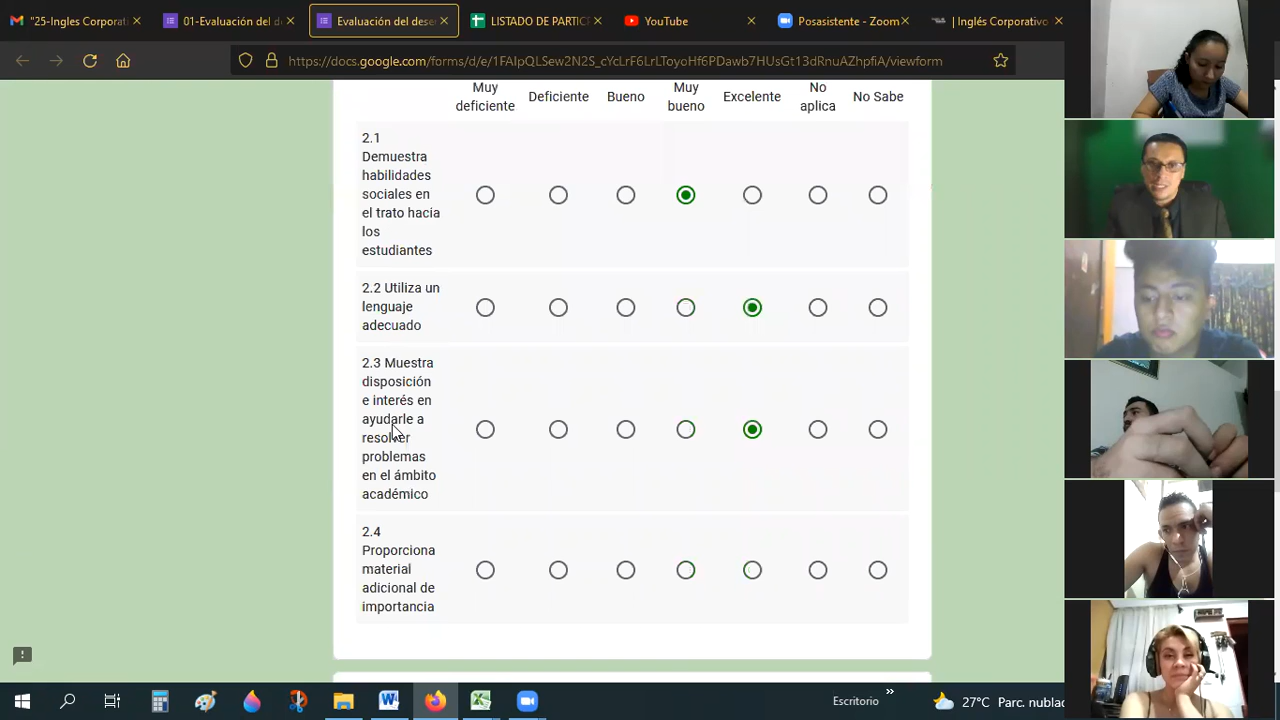 "25-Ingles Corporati
01-Evaluación del d
Evaluación del dese
LISTADO DE PARTIC
YouTube
Posasistente - Zoom
| Inglés Corporativo
https://docs.google.com/forms/d/e/1FAIpQLSew2N2S_cYcLrF6LrLToyoHf6PDawb7HUsGt13dRnuAZhpfiA/viewform
Muy
deficiente
Deficiente
Bueno
Muy
bueno
Excelente
No
aplica
No Sabe
2.1
Demuestra
habilidades
sociales en
el trato hacia
los
estudiantes
2.2 Utiliza un
lenguaje
adecuado
2.3 Muestra
disposición
e interés en
ayudarle a
resolver
problemas
en el ámbito
académico
2.4
Proporciona
material
adicional de
importancia
Escritorio
27°C Parc. nublac